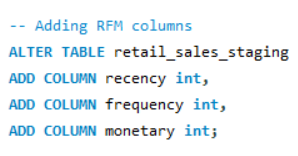 -- Adding RFM columns
ALTER TABLE retail_sales_staging
ADD COLUMN recency int,
ADD COLUMN frequency int,
ADD COLUMN monetary int;